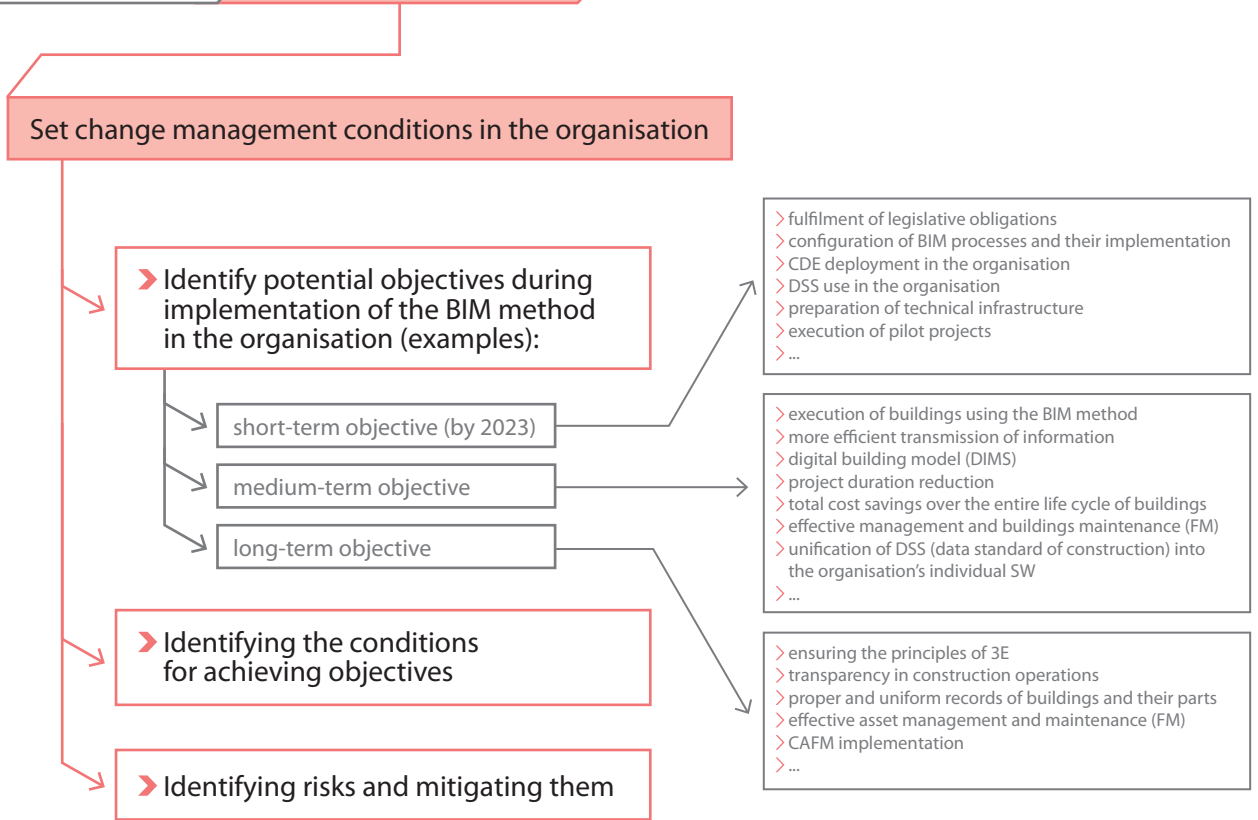 Set change management conditions in the organisation
Identify potential objectives during
implementation of the BIM method
in the organisation (examples):
short-term objective (by 2023)
medium-term objective
long-term objective
Identifying the conditions
for achieving objectives
Identifying risks and mitigating them
fulfilment of legislative obligations
configuration of BIM processes and their implementation
CDE deployment in the organisation
DSS use in the organisation
preparation of technical infrastructure
execution of pilot projects
...
execution of buildings using the BIM method
more efficient transmission of information
digital building model (DIMS)
project duration reduction
total cost savings over the entire life cycle of buildings
effective management and buildings maintenance (FM)
unification of DSS (data standard of construction) into
the organisation's individual SW
...
ensuring the principles of 3E
transparency in construction operations
proper and uniform records of buildings and their parts
effective asset management and maintenance (FM)
CAFM implementation
...